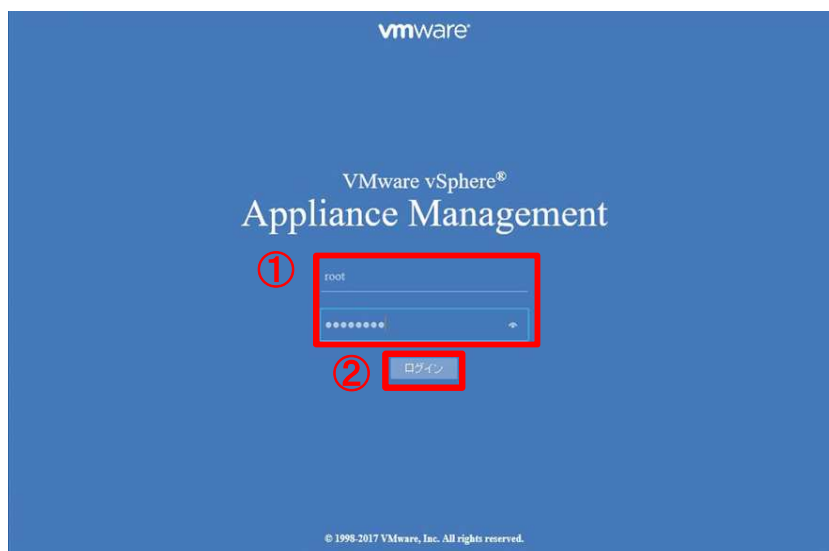 vmware®
VMware vSphere®
Appliance Management
①
root
●●●●●●●●
②
ログイン
© 1998-2017 VMware, Inc. All rights reserved.